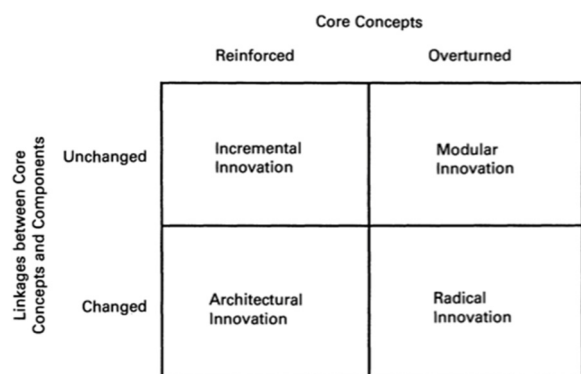 Core Concepts
Reinforced
Overturned
Linkages between Core
Concepts and Components
Unchanged
Incremental
Innovation
Modular
Innovation
Changed
Architectural
Innovation
Radical
Innovation